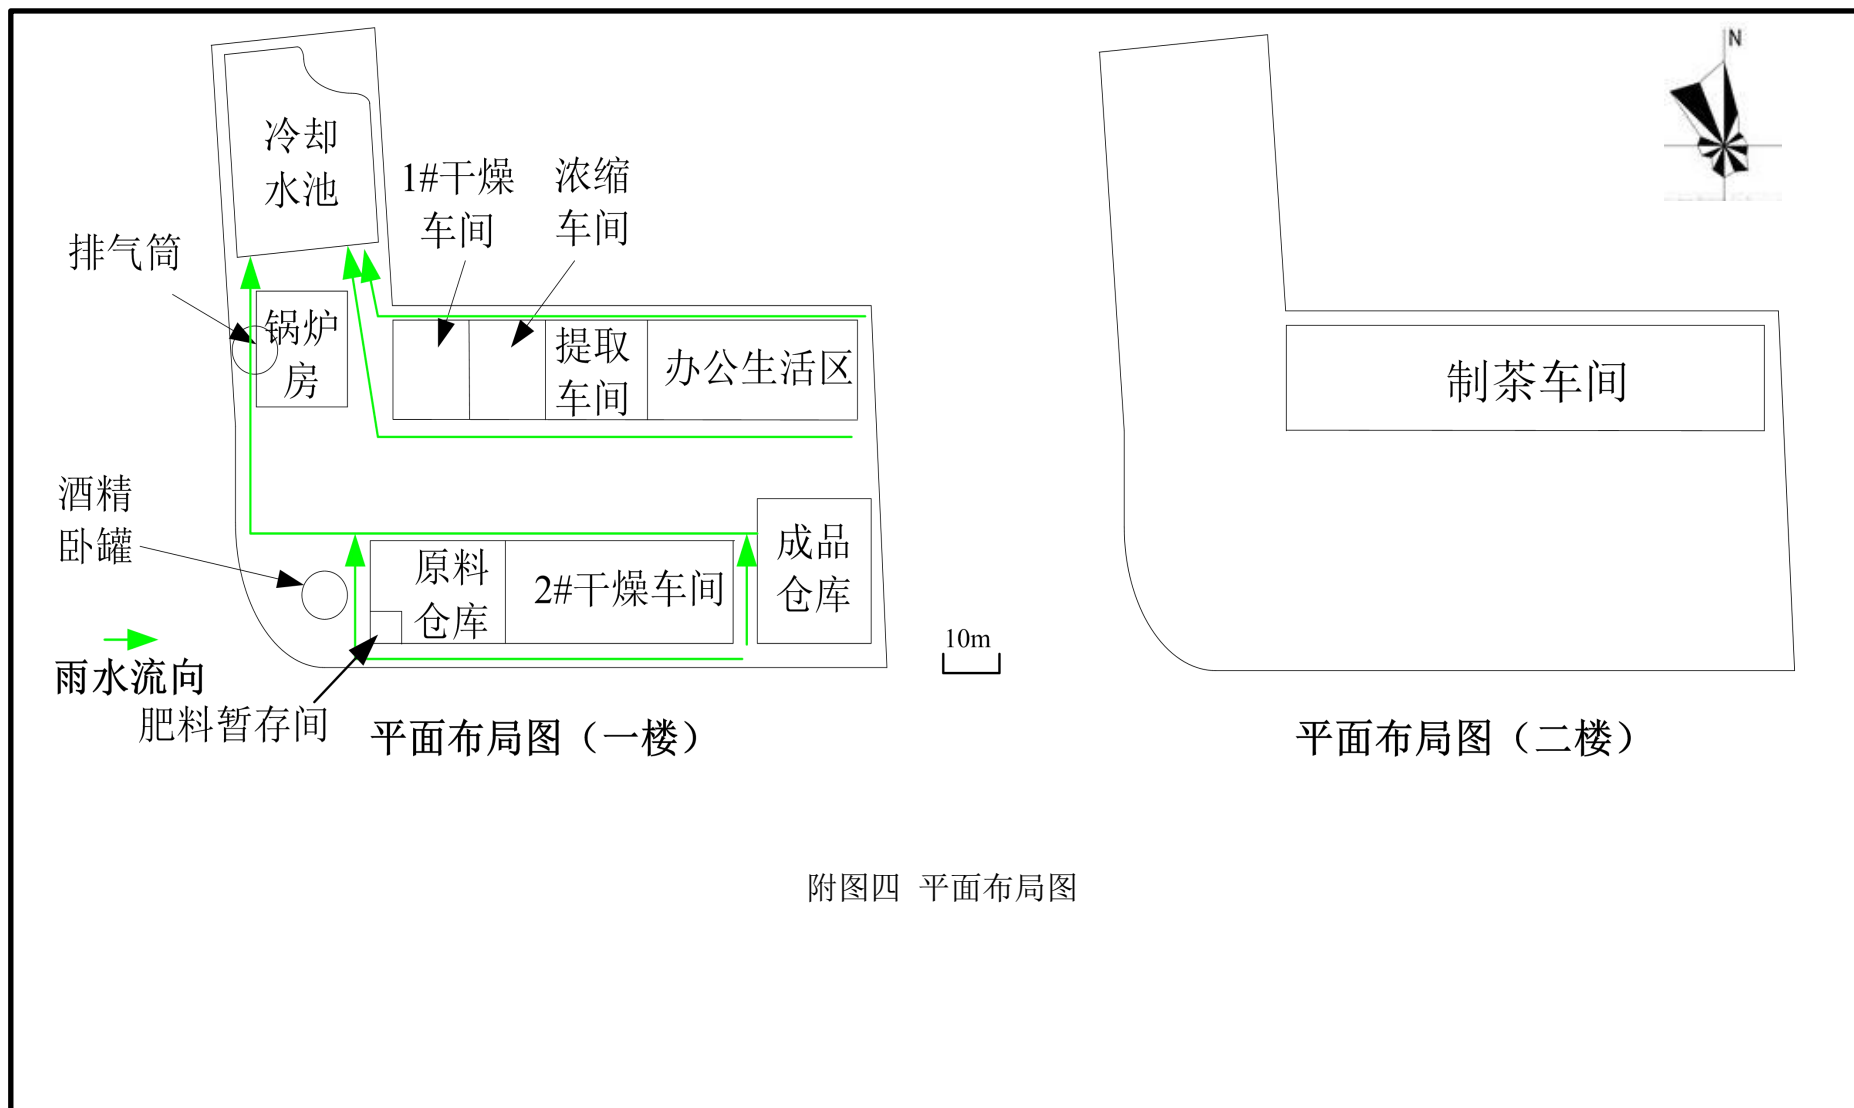 N
冷却
水池
1#干燥
车间
浓缩
车间
排气筒
锅炉
房
提取
车间
办公生活区
制茶车间
酒精
卧罐
原料
仓库
2#干燥车间
成品
仓库
10m
雨水流向
肥料暂存间
平面布局图（一楼）
平面布局图（二楼）
附图四 平面布局图